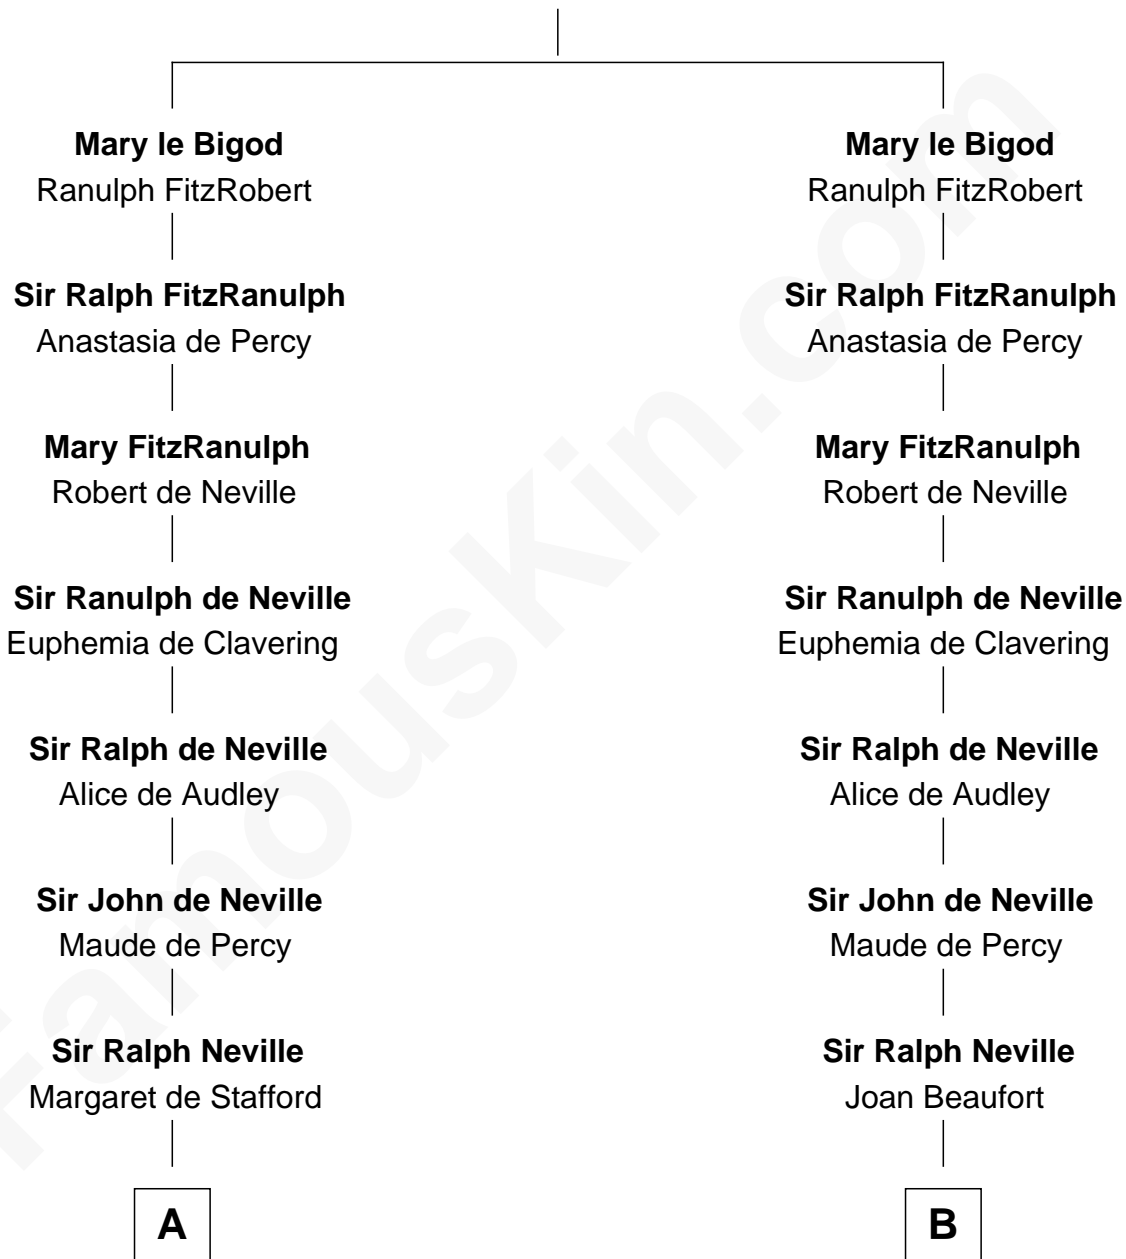 Mary le Bigod
Ranulph FitzRobert
Sir Ralph FitzRanulph
Anastasia de Percy
Mary FitzRanulph
Robert de Neville
Sir Ranulph de Neville
Euphemia de Clavering
Sir Ralph de Neville
Alice de Audley
Sir John de Neville
Maude de Percy
Sir Ralph Neville
Margaret de Stafford
A
Mary le Bigod
Ranulph FitzRobert
Sir Ralph FitzRanulph
Anastasia de Percy
Mary FitzRanulph
Robert de Neville
Sir Ranulph de Neville
Euphemia de Clavering
Sir Ralph de Neville
Alice de Audley
Sir John de Neville
Maude de Percy
Sir Ralph Neville
Joan Beaufort
B
FamousKin.com